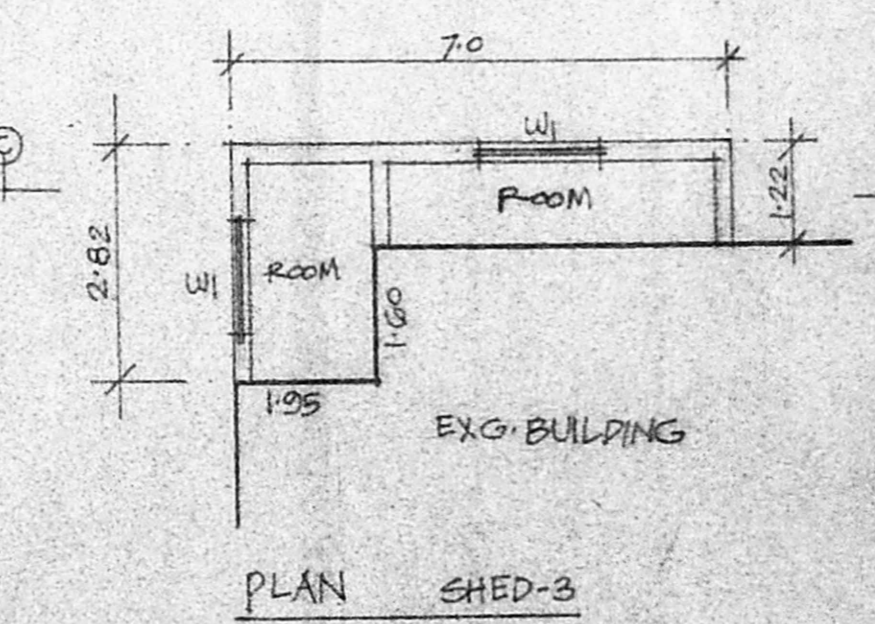 7.0
C
W1
ROOM
1.22
2.82
W1
ROOM
1.60
1.95
EXG. BUILDING
PLAN SHED-3